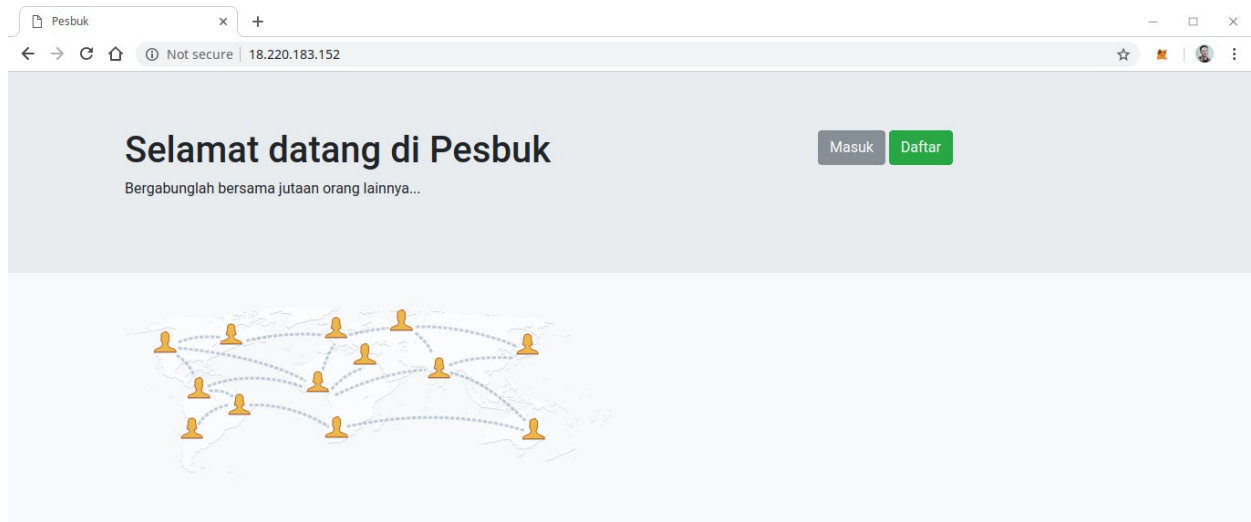 Pesbuk
Not secure | 18.220.183.152
Selamat datang di Pesbuk
Masuk Daftar
Bergabunglah bersama jutaan orang lainnya...